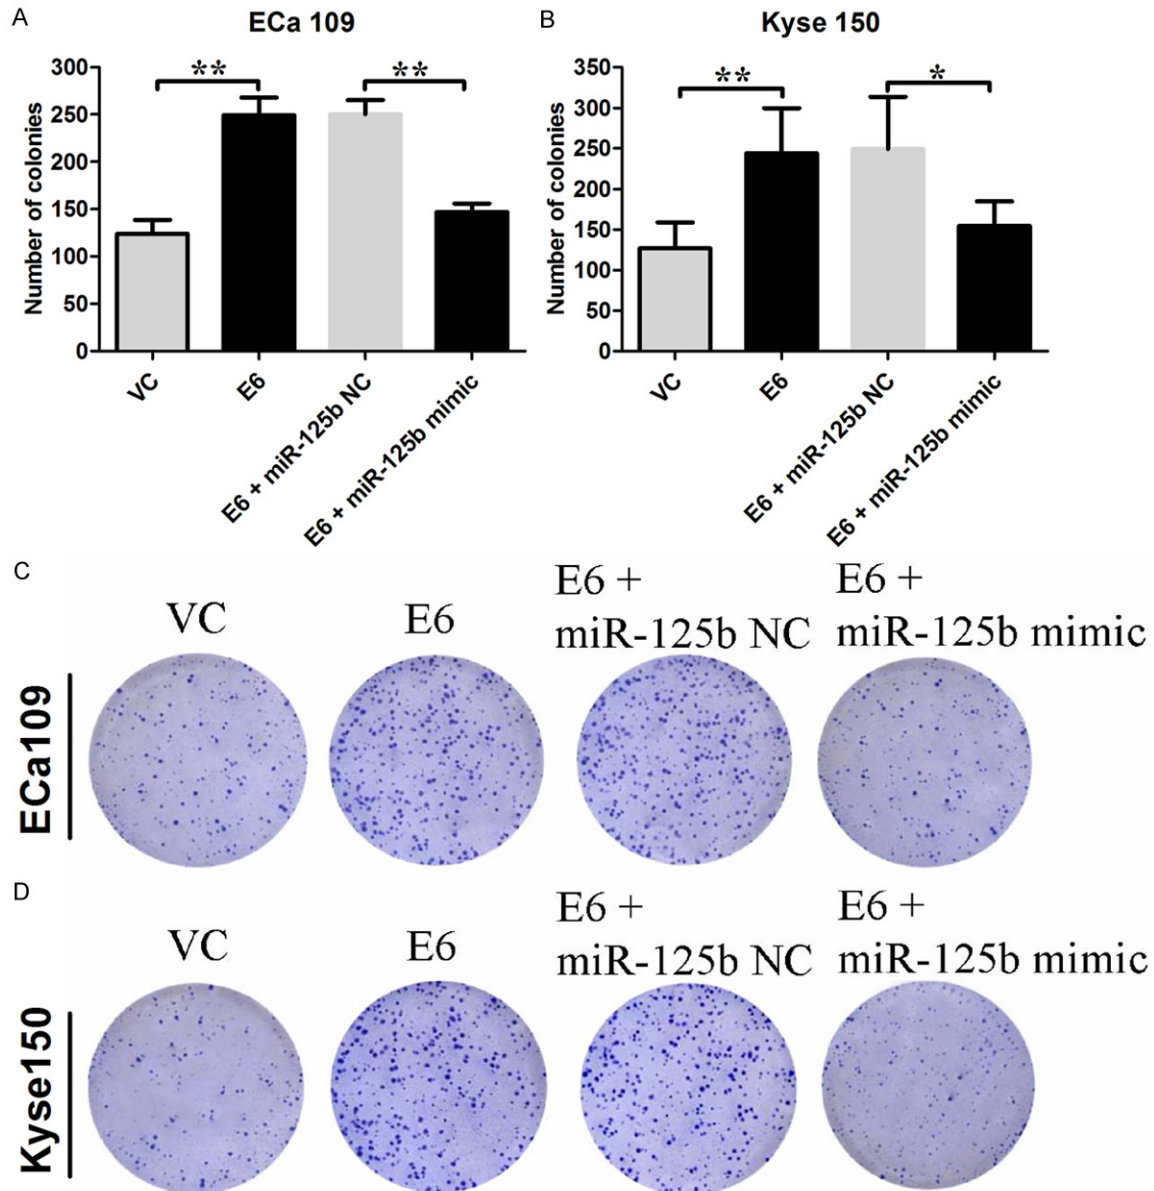 A
ECa 109
Number of colonies
300
250
200
150
100
50
0
**
**
VC
E6
E6 + miR-125b NC
E6 + miR-125b mimic
B
Kyse 150
Number of colonies
350
300
250
200
150
100
50
0
**
*
VC
E6
E6 + miR-125b NC
E6 + miR-125b mimic
C
ECa109
VC
E6
E6 +
miR-125b NC
E6 +
miR-125b mimic
D
Kyse150
VC
E6
E6 +
miR-125b NC
E6 +
miR-125b mimic